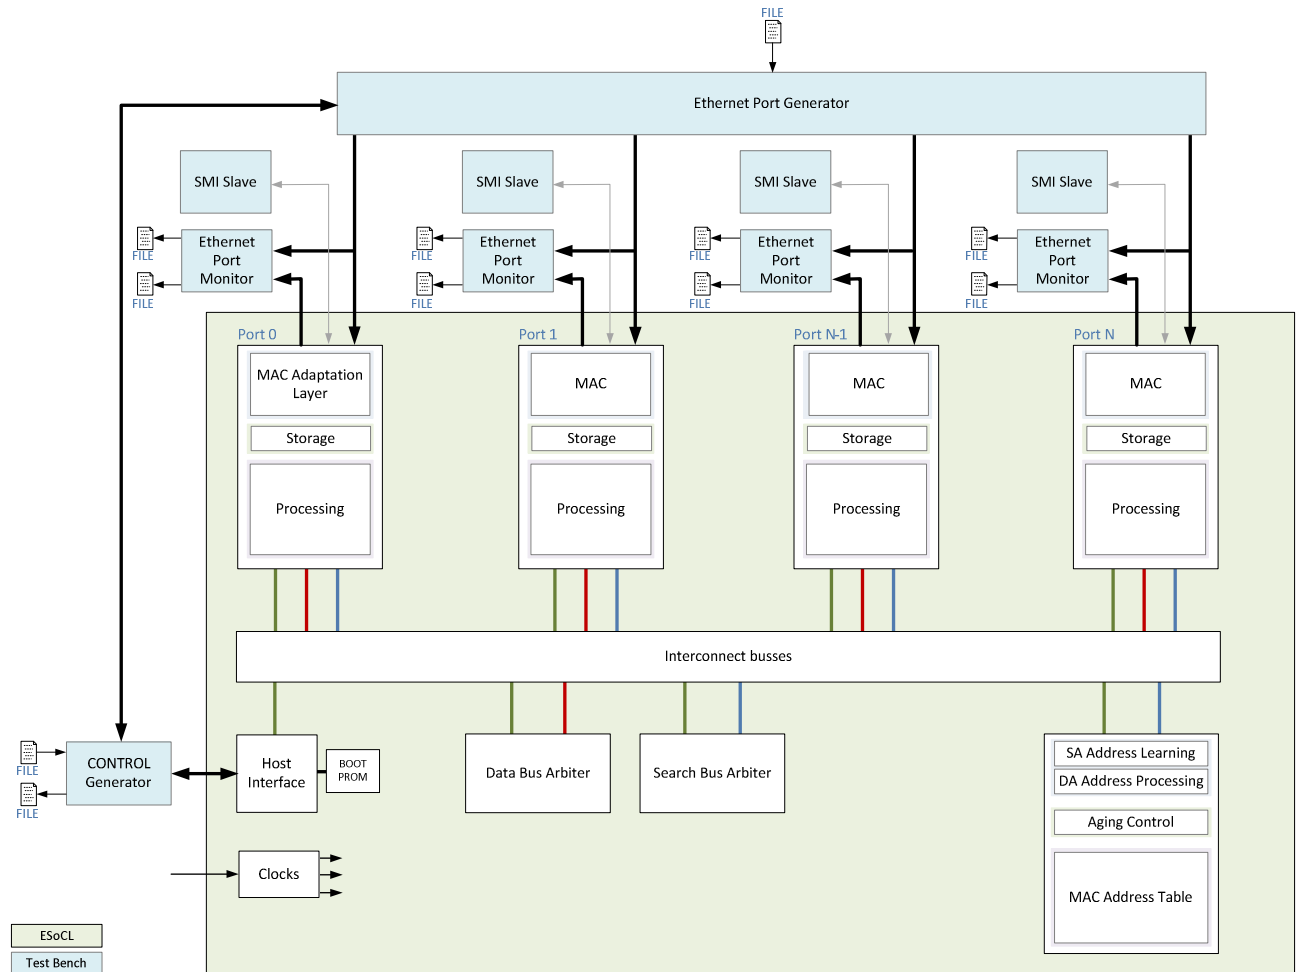 FILE
Ethernet Port Generator
SMI Slave
SMI Slave
SMI Slave
SMI Slave
FILE
Ethernet
Port
Monitor
FILE
FILE
Ethernet
Port
Monitor
FILE
FILE
Ethernet
Port
Monitor
FILE
FILE
Ethernet
Port
Monitor
FILE
Port 0
Port 1
Port N-1
Port N
MAC Adaptation
Layer
MAC
MAC
MAC
Storage
Storage
Storage
Storage
Processing
Processing
Processing
Processing
Interconnect busses
FILE
FILE
CONTROL
Generator
Host
Interface
BOOT
PROM
Data Bus Arbiter
Search Bus Arbiter
SA Address Learning
DA Address Processing
Aging Control
MAC Address Table
Clocks
ESoCL
Test Bench